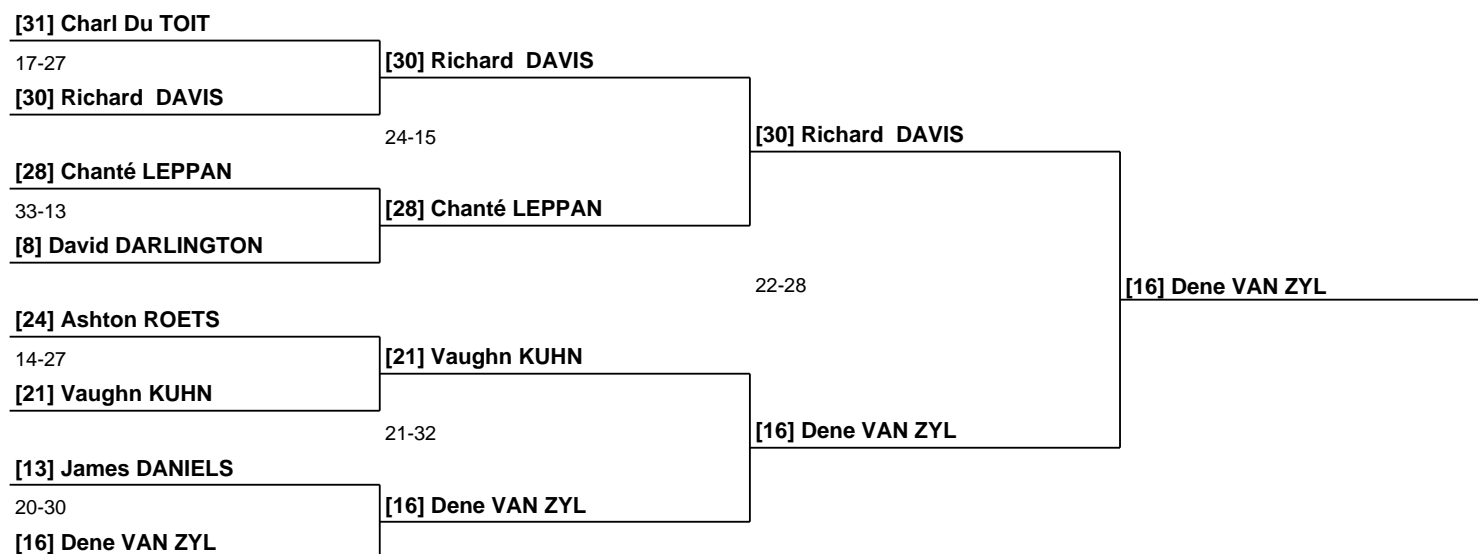 [31] Charl Du TOIT
17-27
[30] Richard  DAVIS
[30] Richard  DAVIS
24-15
[30] Richard  DAVIS
[28] Chanté LEPPAN
33-13
[28] Chanté LEPPAN
[8] David DARLINGTON
22-28
[16] Dene VAN ZYL
[24] Ashton ROETS
14-27
[21] Vaughn KUHN
[21] Vaughn KUHN
21-32
[16] Dene VAN ZYL
[13] James DANIELS
20-30
[16] Dene VAN ZYL
[16] Dene VAN ZYL